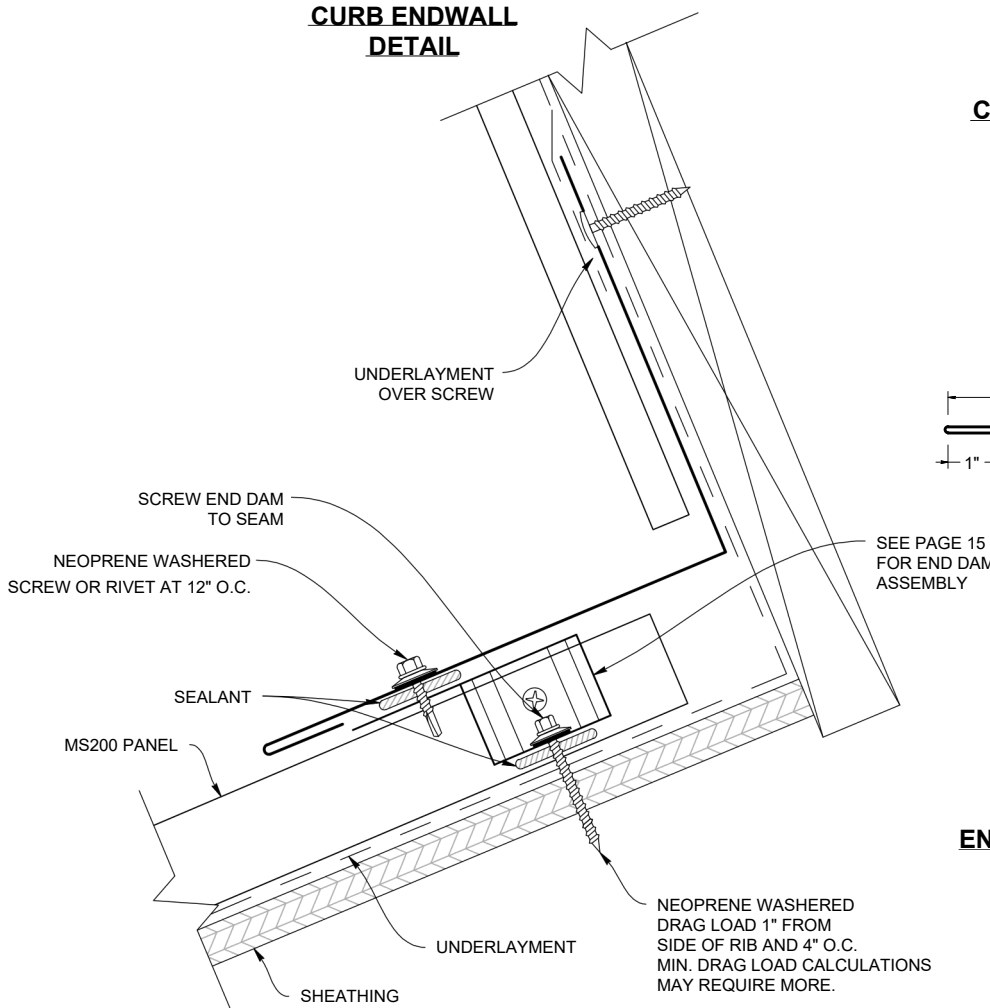 CURB ENDWALL
DETAIL
C
UNDERLAYMENT
OVER SCREW
1"
SCREW END DAM
TO SEAM
NEOPRENE WASHERED
SCREW OR RIVET AT 12" O.C.
SEE PAGE 15
FOR END DAM
ASSEMBLY
SEALANT
MS200 PANEL
EN
NEOPRENE WASHERED
DRAG LOAD 1" FROM
SIDE OF RIB AND 4" O.C.
MIN. DRAG LOAD CALCULATIONS
MAY REQUIRE MORE.
UNDERLAYMENT
SHEATHING